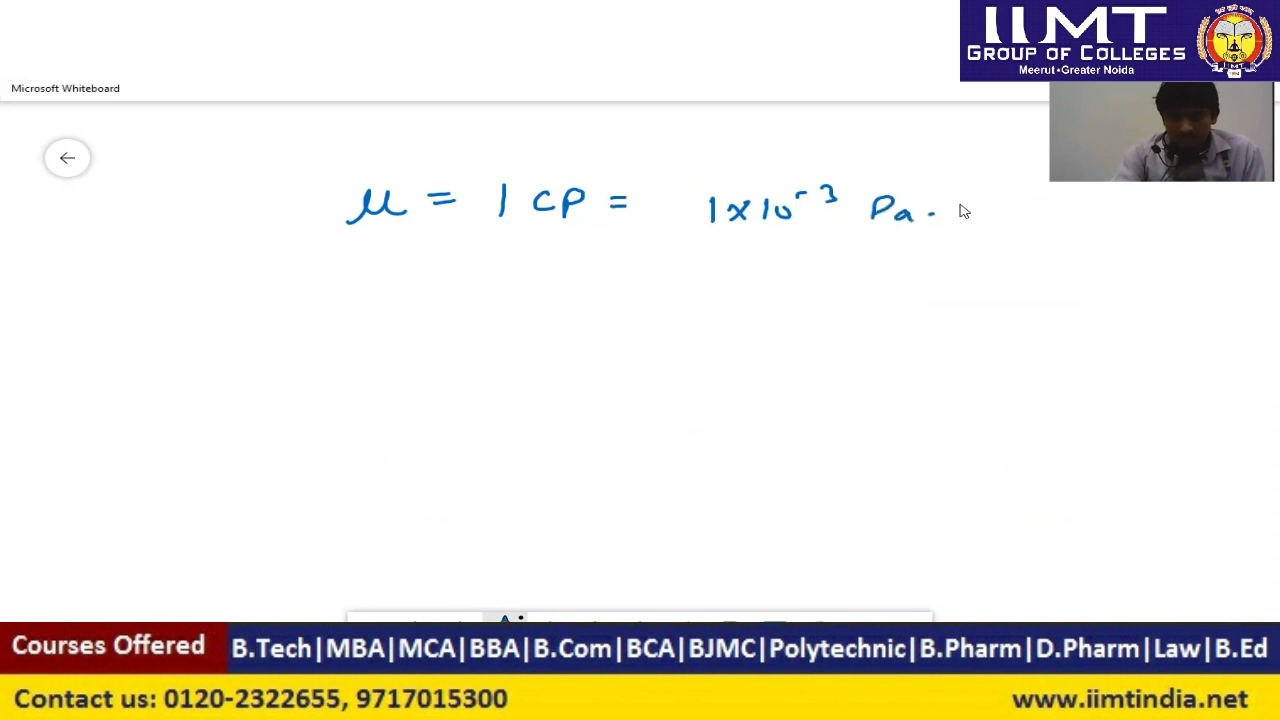 IIMT
GROUP OF COLLEGES
Meerut•Greater Noida
Microsoft Whiteboard
μ = 1 CP = 1 × 10⁻³ Pa.
Courses Offered
B.Tech|MBA|MCA|BBA|B.Com|BCA|BJMC|Polytechnic|B.Pharm|D.Pharm|Law|B.Ed
Contact us: 0120-2322655, 9717015300
www.iimtindia.net